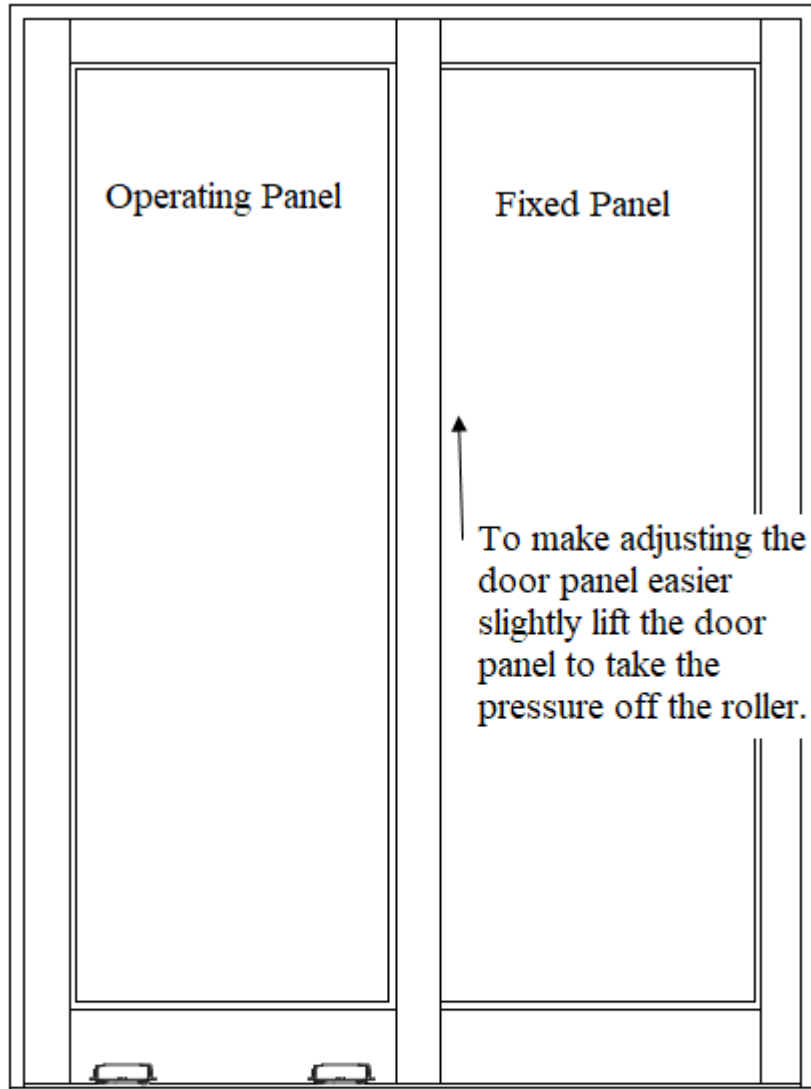 Operating Panel
Fixed Panel
To make adjusting the
door panel easier
slightly lift the door
panel to take the
pressure off the roller.